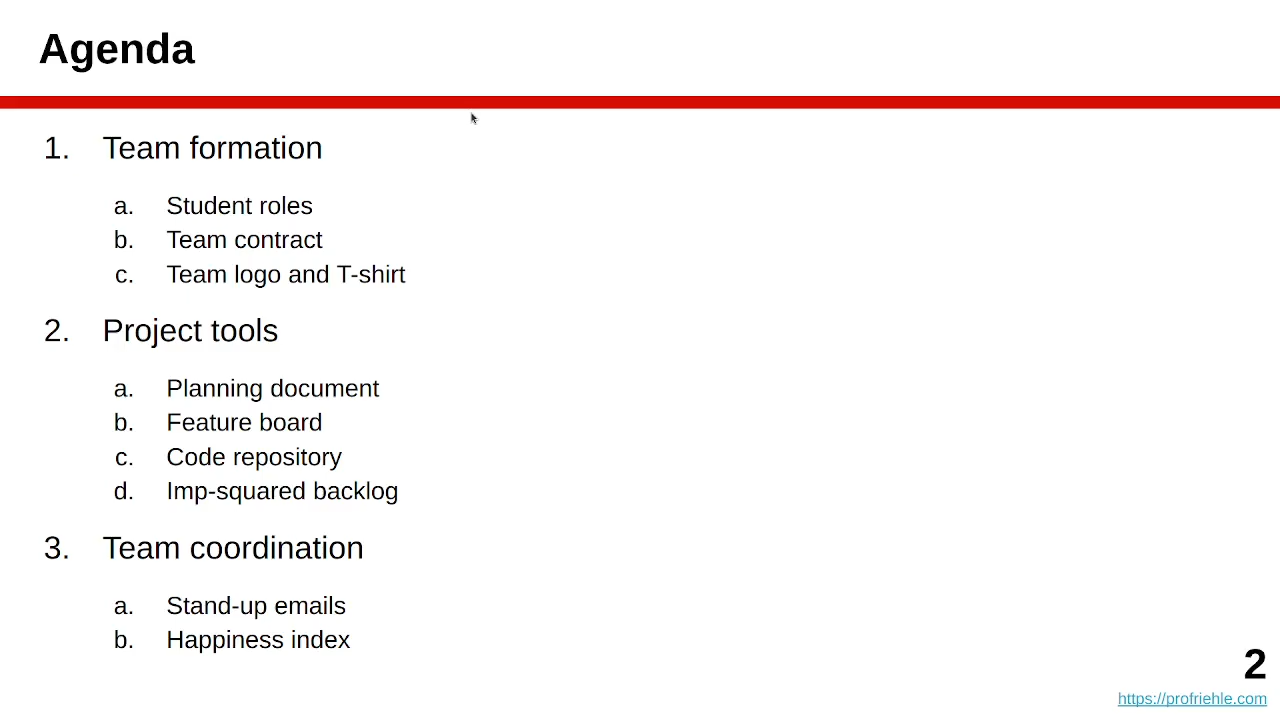 Agenda
1. Team formation
a. Student roles
b. Team contract
c. Team logo and T-shirt
2. Project tools
a. Planning document
b. Feature board
c. Code repository
d. Imp-squared backlog
3. Team coordination
a. Stand-up emails
b. Happiness index
2
https://profriehle.com